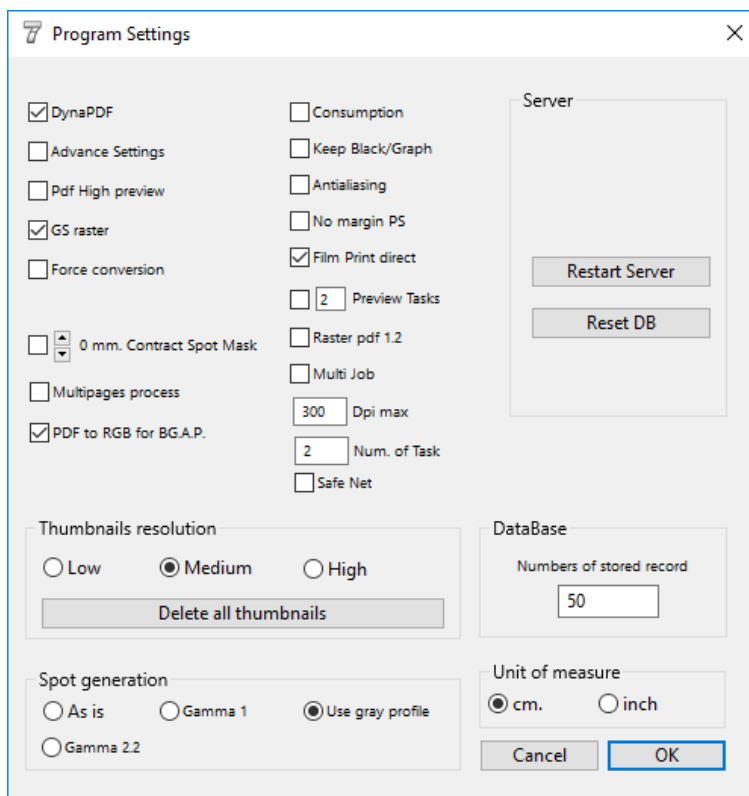 Program Settings
DynaPDF
Advance Settings
Pdf High preview
GS raster
Force conversion
0 mm. Contract Spot Mask
Multipages process
PDF to RGB for BG.A.P.
Consumption
Keep Black/Graph
Antialiasing
No margin PS
Film Print direct
2 Preview Tasks
Raster pdf 1.2
Multi Job
300 Dpi max
2 Num. of Task
Safe Net
Server
Restart Server
Reset DB
Thumbnails resolution
Low Medium High
Delete all thumbnails
DataBase
Numbers of stored record
50
Spot generation
As is Gamma 1 Use gray profile
Gamma 2.2
Unit of measure
cm. inch
Cancel OK